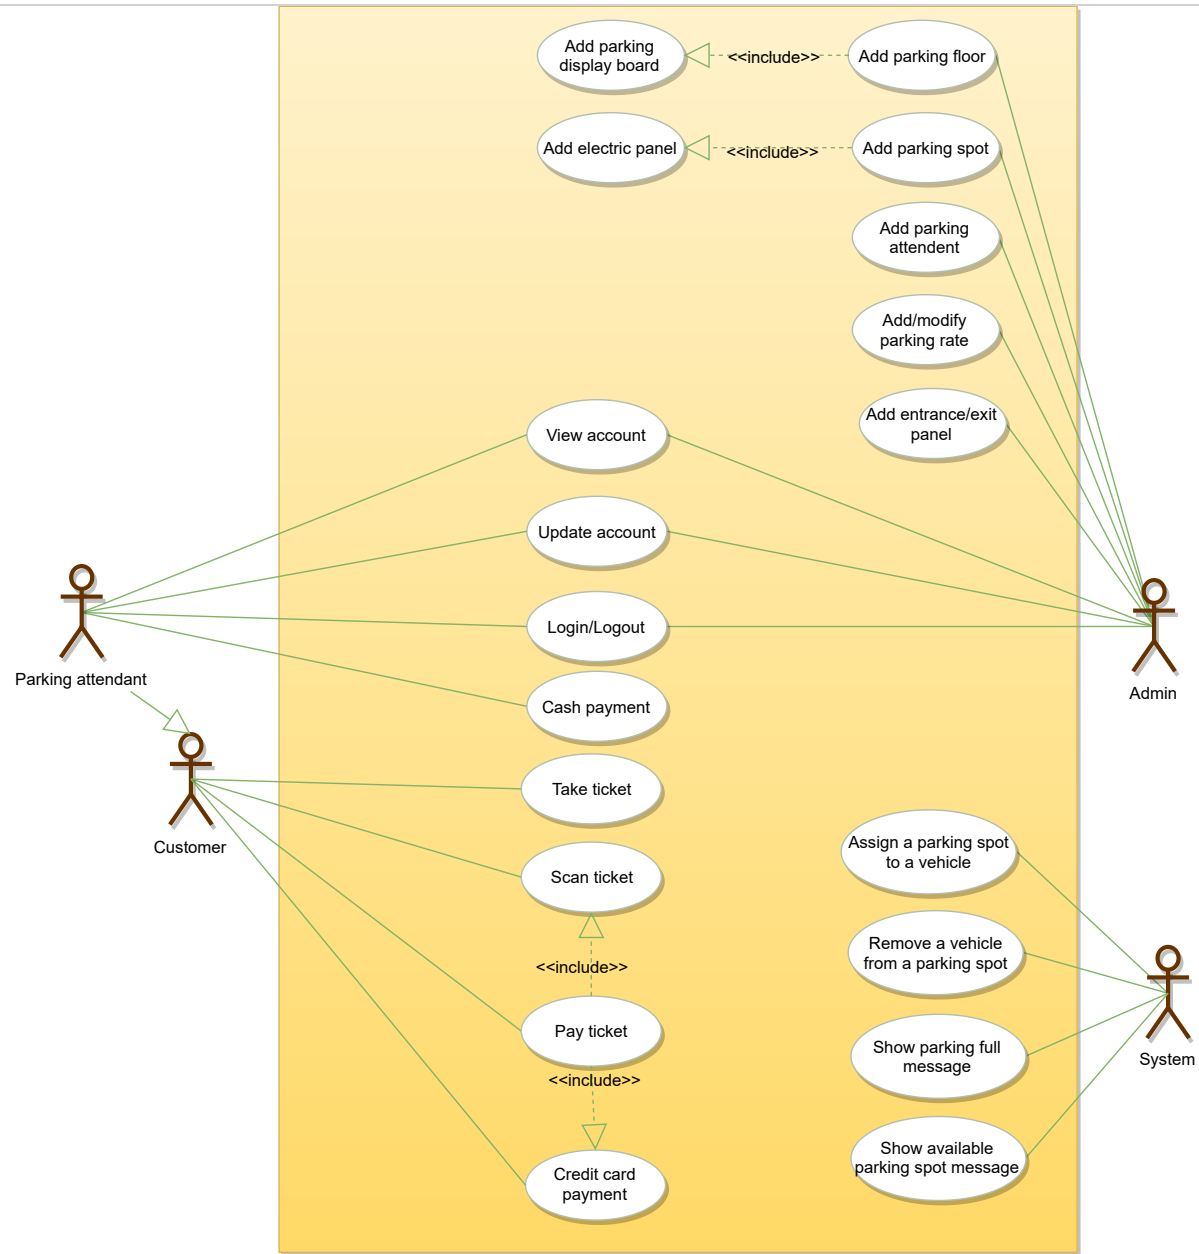 Add parking
display board
<<include>>
Add parking floor
Add electric panel
<<include>>
Add parking spot
Add parking
attendent
Add/modify
parking rate
Add entrance/exit
panel
View account
Update account
Login/Logout
Parking attendant
Admin
Cash payment
Take ticket
Customer
Scan ticket
Assign a parking spot
to a vehicle
Remove a vehicle
from a parking spot
<<include>>
Pay ticket
Show parking full
message
System
<<include>>
Credit card
payment
Show available
parking spot message